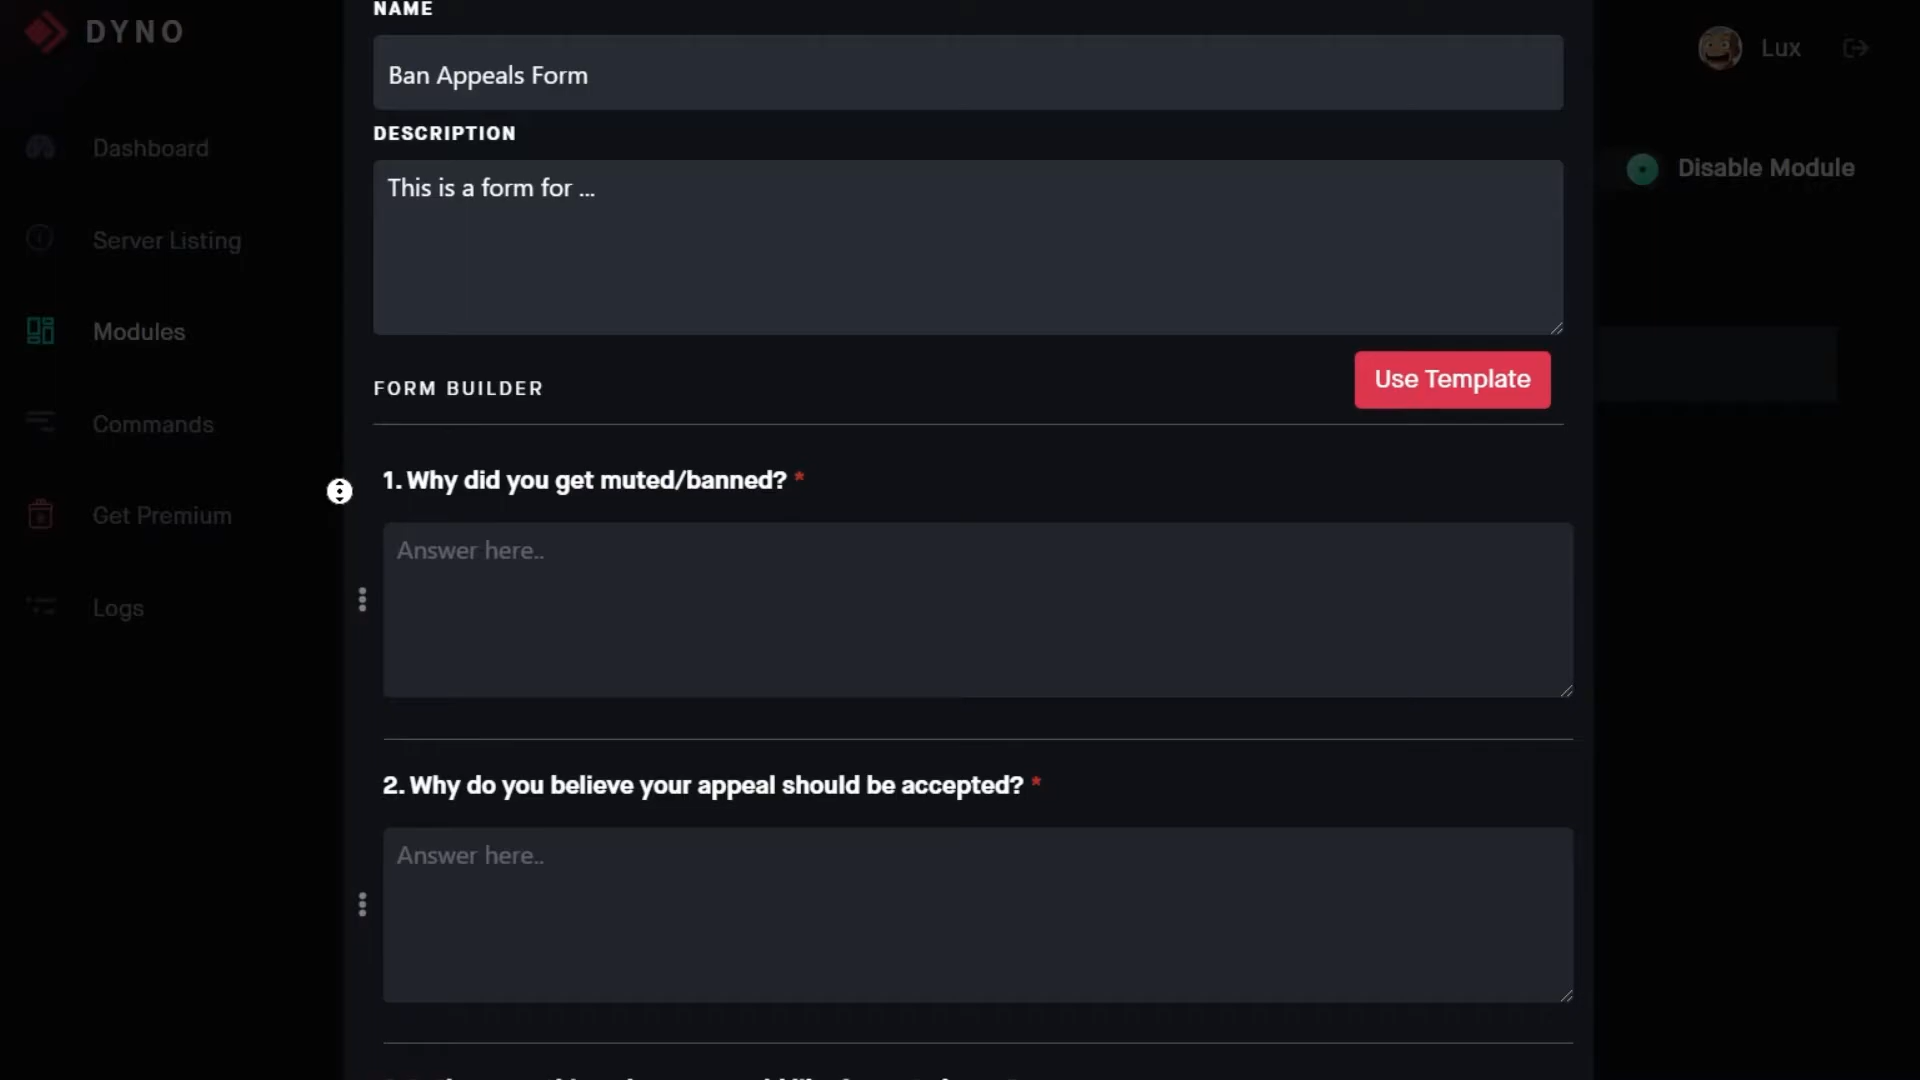 DYNO
Dashboard
Server Listing
Modules
Commands
Get Premium
Logs
NAME
Ban Appeals Form
DESCRIPTION
This is a form for ...
FORM BUILDER
Use Template
1. Why did you get muted/banned? *
Answer here..
2. Why do you believe your appeal should be accepted? *
Answer here..
Lux
Disable Module